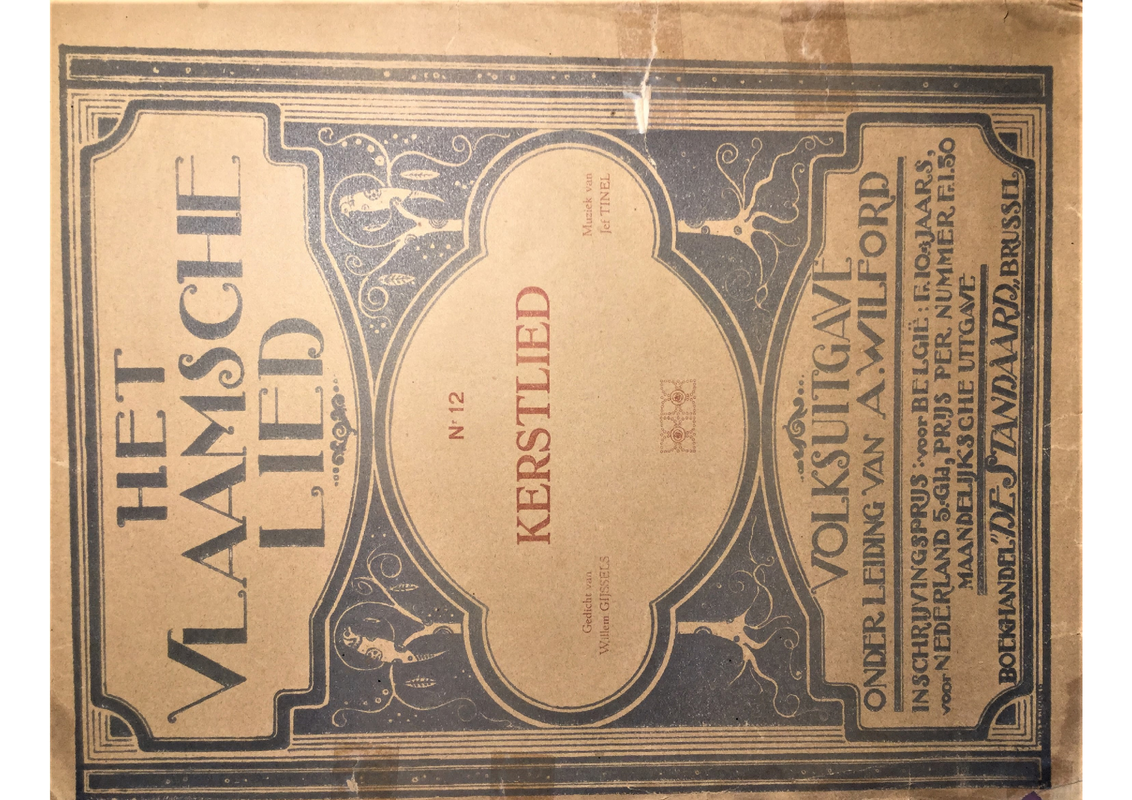 HET
VLAAMSCHE
LIED
Nr 12
KERSTLIED
Gedicht van
Willem GIJSSELS
Muziek van
Jef TINEL
VOLKSUITGAVE
ONDER LEIDING VAN A.WILFORD
INSCHRIJVINGSPRIJS: voor BELGIË: F.10.'s JAARS,
voor NEDERLAND 5.Gld, PRIJS PER NUMMER F.1.50
MAANDELIJKSCHE UITGAVE
BOEKHANDEL "DE STANDAARD", BRUSSEL